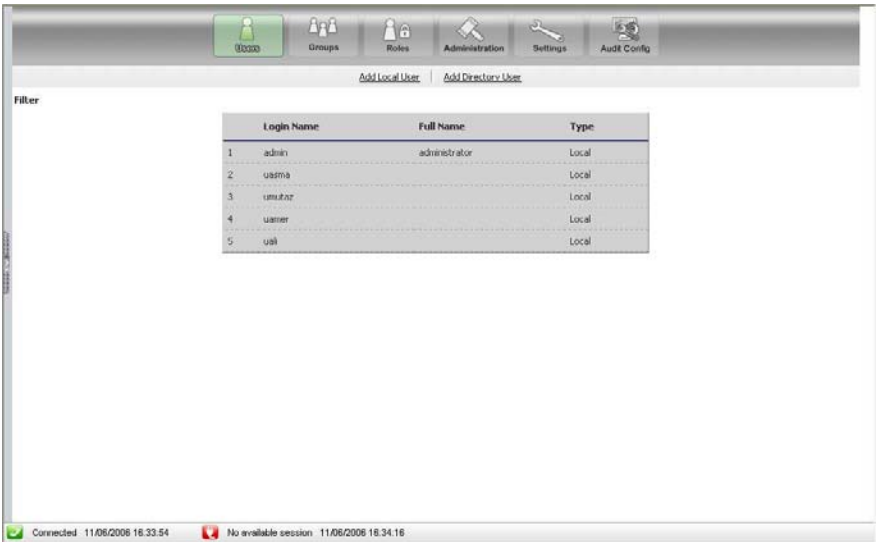 Users Groups Roles Administration Settings Audit Config
Add Local User Add Directory User
Filter
Login Name Full Name Type
1 admin administrator Local
2 uasma Local
3 umutaz Local
4 uamer Local
5 uali Local
Connected 11/06/2006 16.33.54 No available session 11/06/2006 16.34.16